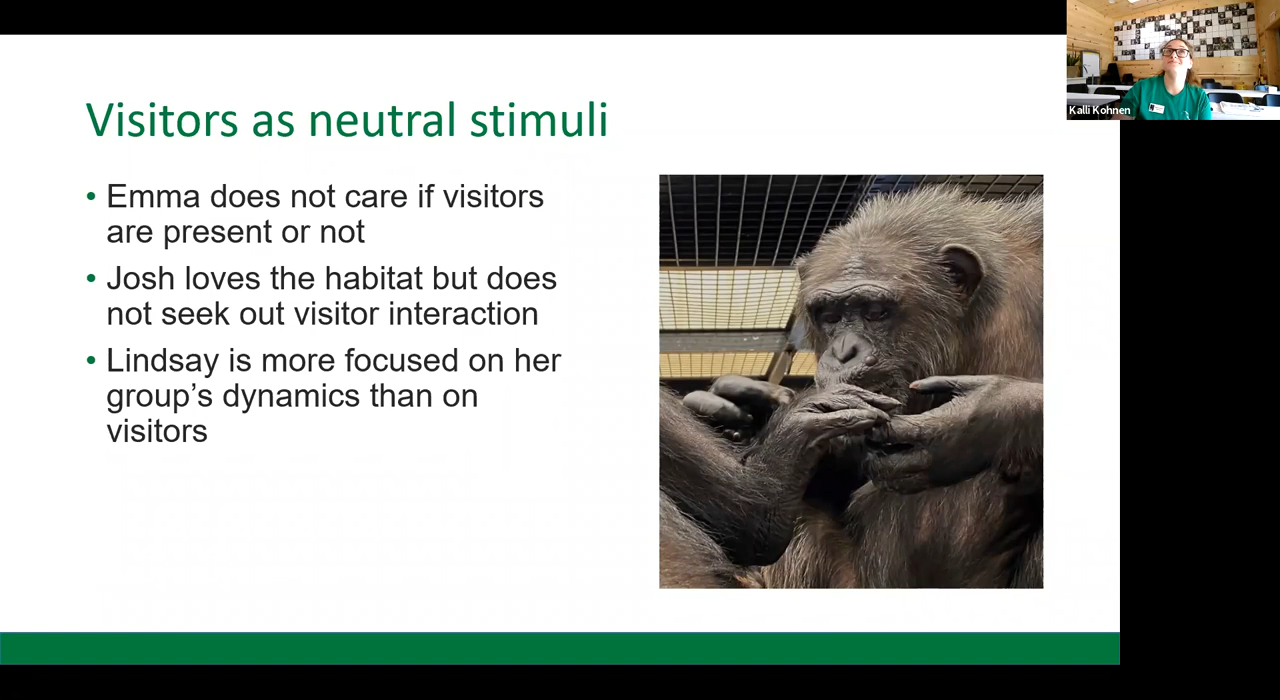 Visitors as neutral stimuli
• Emma does not care if visitors
are present or not
• Josh loves the habitat but does
not seek out visitor interaction
• Lindsay is more focused on her
group’s dynamics than on
visitors
Kalli Kohnen